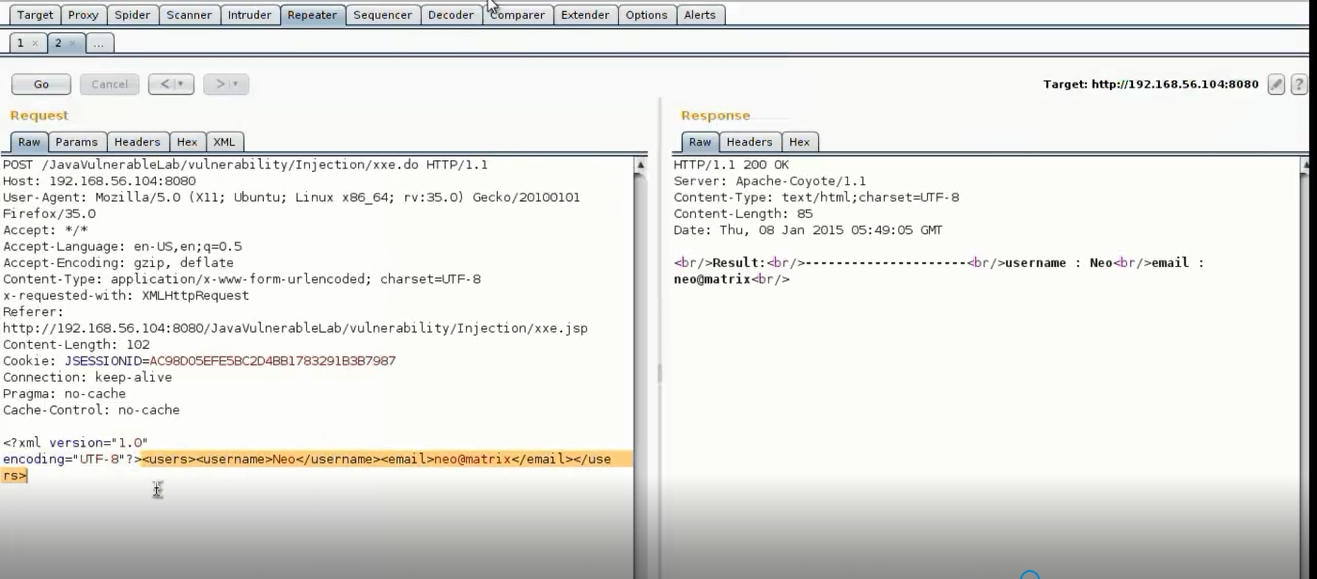 Target Proxy Spider Scanner Intruder Repeater Sequencer Decoder Comparer Extender Options Alerts
1 × 2 × ...
Go Cancel < >
Target: http://192.168.56.104:8080 ?
Request
Raw Params Headers Hex XML
POST /JavaVulnerableLab/vulnerability/Injection/xxe.do HTTP/1.1
Host: 192.168.56.104:8080
User-Agent: Mozilla/5.0 (X11; Ubuntu; Linux x86_64; rv:35.0) Gecko/20100101
Firefox/35.0
Accept: */*
Accept-Language: en-US,en;q=0.5
Accept-Encoding: gzip, deflate
Content-Type: application/x-www-form-urlencoded; charset=UTF-8
x-requested-with: XMLHttpRequest
Referer:
http://192.168.56.104:8080/JavaVulnerableLab/vulnerability/Injection/xxe.jsp
Content-Length: 102
Cookie: JSESSIONID=AC98D05EFE5BC2D4BB1783291B3B7987
Connection: keep-alive
Pragma: no-cache
Cache-Control: no-cache
<?xml version="1.0"
encoding="UTF-8"?><users><username>Neo</username><email>neo@matrix</email></use
rs>
Response
Raw Headers Hex
HTTP/1.1 200 OK
Server: Apache-Coyote/1.1
Content-Type: text/html;charset=UTF-8
Content-Length: 85
Date: Thu, 08 Jan 2015 05:49:05 GMT
<br/>Result:<br/>---------------------<br/>username : Neo<br/>email :
neo@matrix<br/>